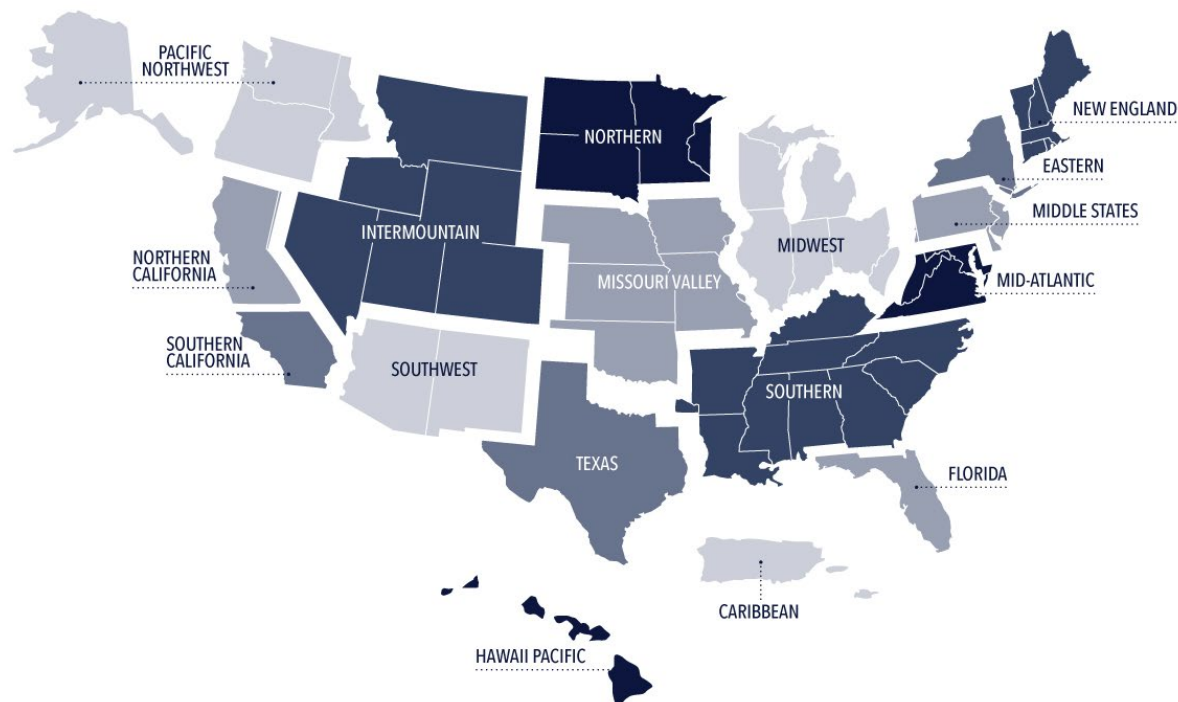 PACIFIC
NORTHWEST
NORTHERN
NEW ENGLAND
EASTERN
MIDDLE STATES
INTERMOUNTAIN
MIDWEST
NORTHERN
CALIFORNIA
MISSOURI VALLEY
MID-ATLANTIC
SOUTHERN
CALIFORNIA
SOUTHWEST
SOUTHERN
TEXAS
FLORIDA
CARIBBEAN
HAWAII PACIFIC